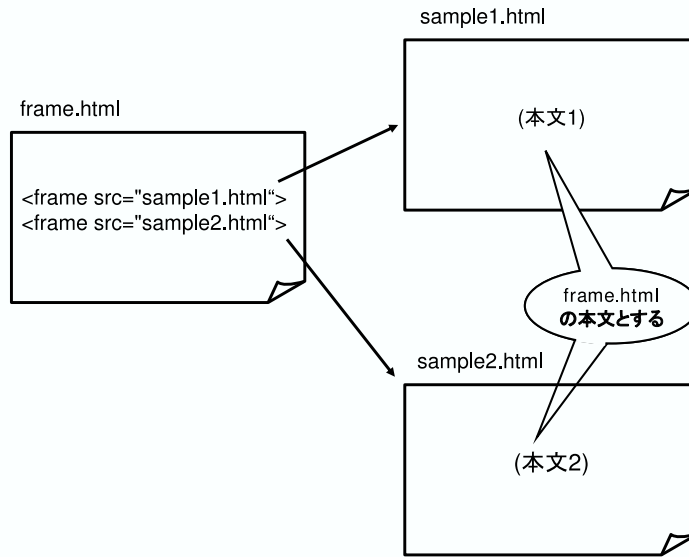 sample1.html
(本文1)
frame.html
<frame src="sample1.html“>
<frame src="sample2.html“>
frame.html
の本文とする
sample2.html
(本文2)